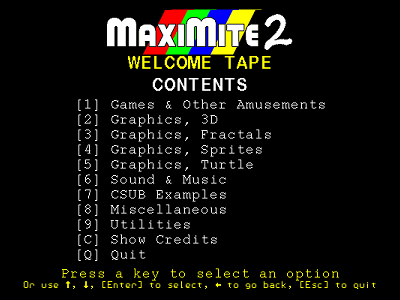 MAXIMITE 2
WELCOME TAPE
CONTENTS
[1] Games & Other Amusements
[2] Graphics, 3D
[3] Graphics, Fractals
[4] Graphics, Sprites
[5] Graphics, Turtle
[6] Sound & Music
[7] CSUB Examples
[8] Miscellaneous
[9] Utilities
[C] Show Credits
[Q] Quit
Press a key to select an option
Or use ↑, ↓, [Enter] to select, ← to go back, [Esc] to quit